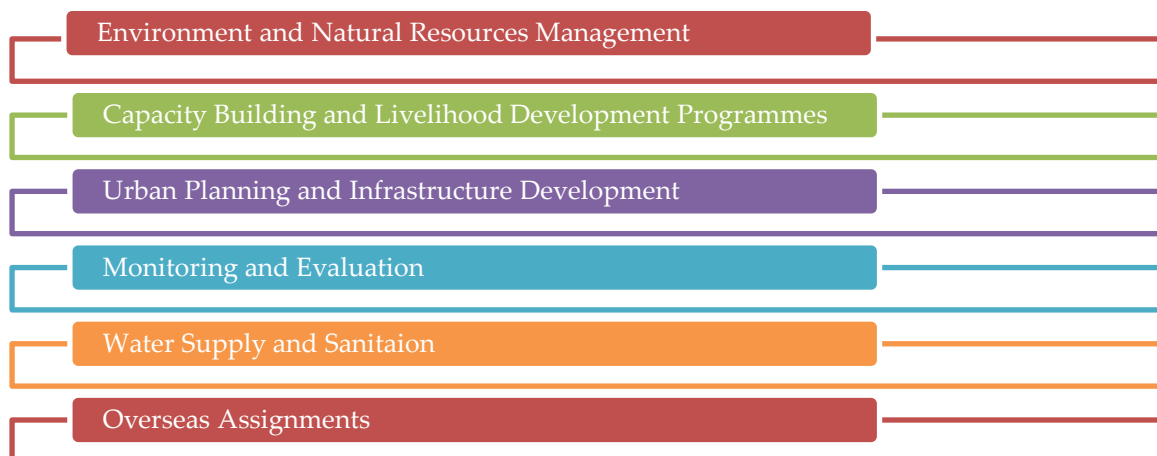 Environment and Natural Resources Management
Capacity Building and Livelihood Development Programmes
Urban Planning and Infrastructure Development
Monitoring and Evaluation
Water Supply and Sanitaion
Overseas Assignments